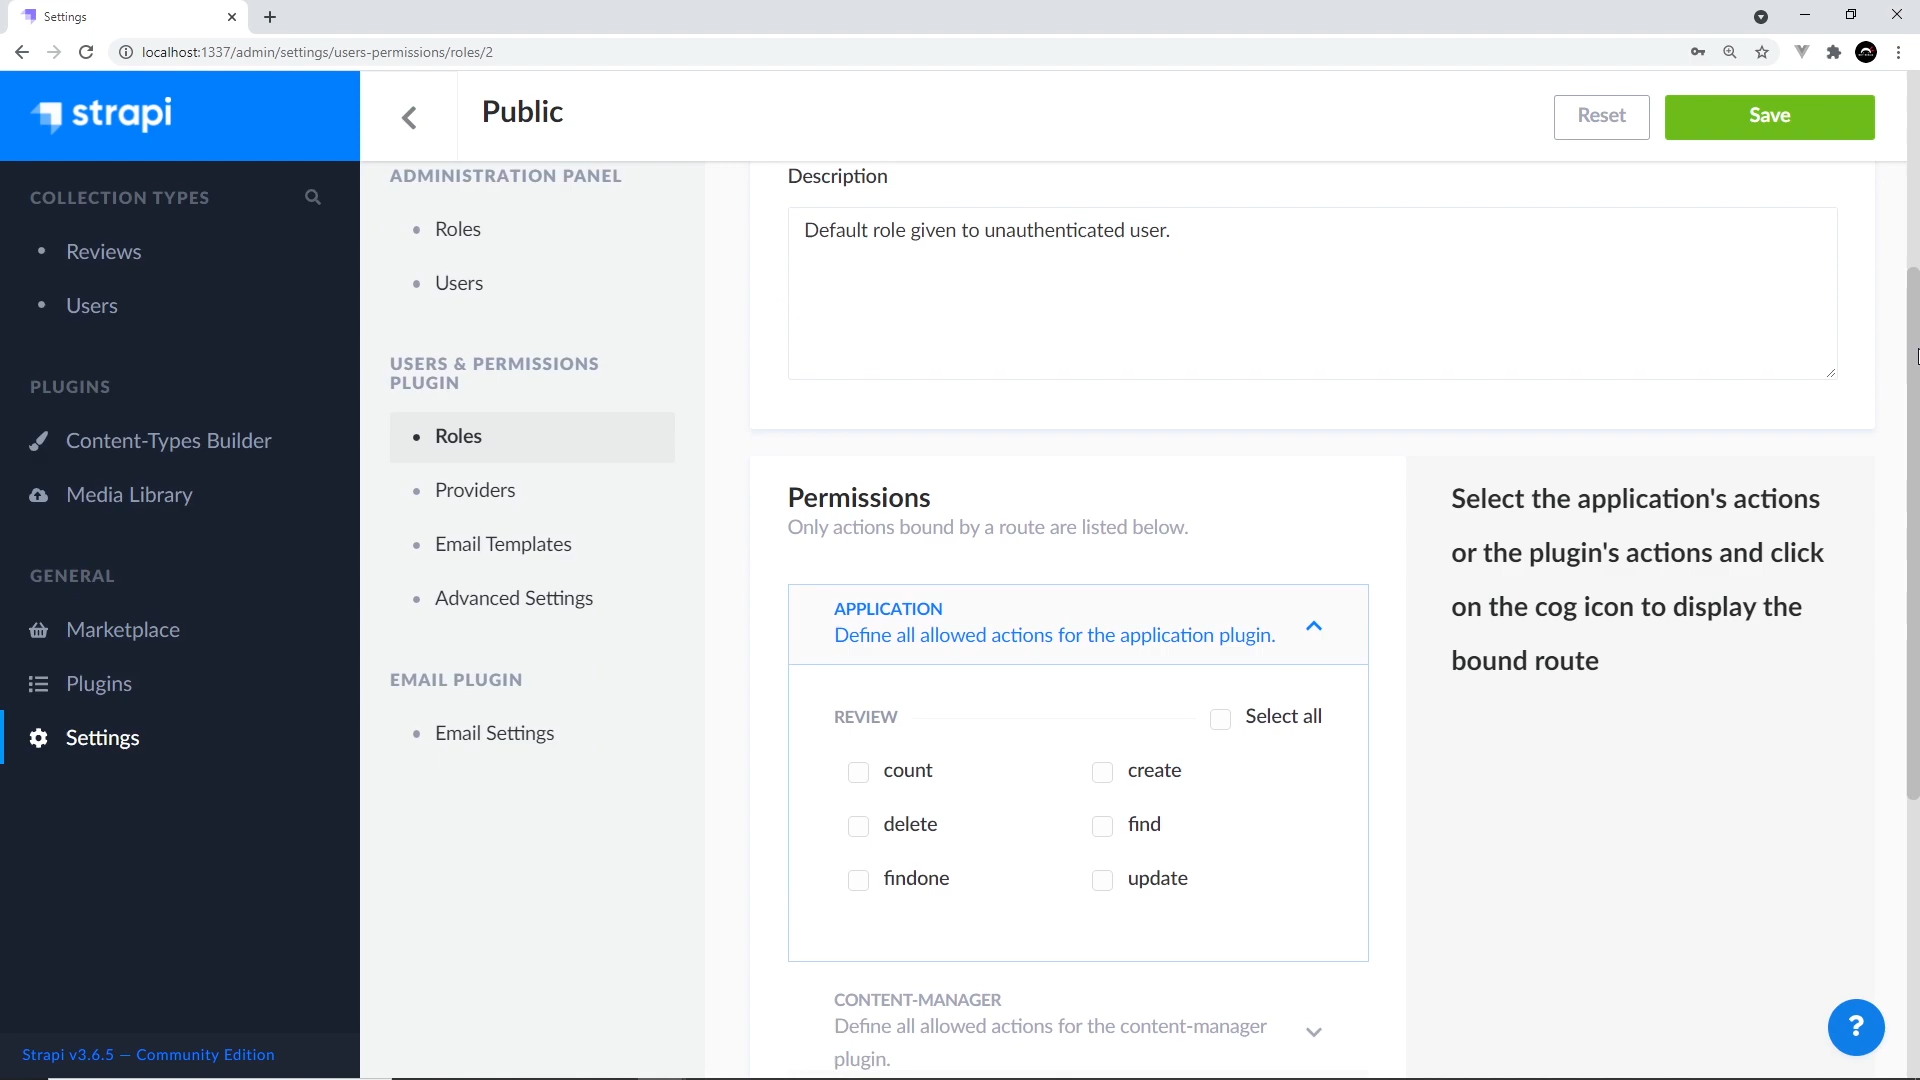 Settings
localhost:1337/admin/settings/users-permissions/roles/2
strapi
COLLECTION TYPES
Reviews
Users
PLUGINS
Content-Types Builder
Media Library
GENERAL
Marketplace
Plugins
Settings
Strapi v3.6.5 — Community Edition
Public
Reset
Save
ADMINISTRATION PANEL
Roles
Users
USERS & PERMISSIONS
PLUGIN
Roles
Providers
Email Templates
Advanced Settings
EMAIL PLUGIN
Email Settings
Description
Default role given to unauthenticated user.
Permissions
Only actions bound by a route are listed below.
APPLICATION
Define all allowed actions for the application plugin.
REVIEW
Select all
count
create
delete
find
findone
update
CONTENT-MANAGER
Define all allowed actions for the content-manager
plugin.
Select the application's actions
or the plugin's actions and click
on the cog icon to display the
bound route
?